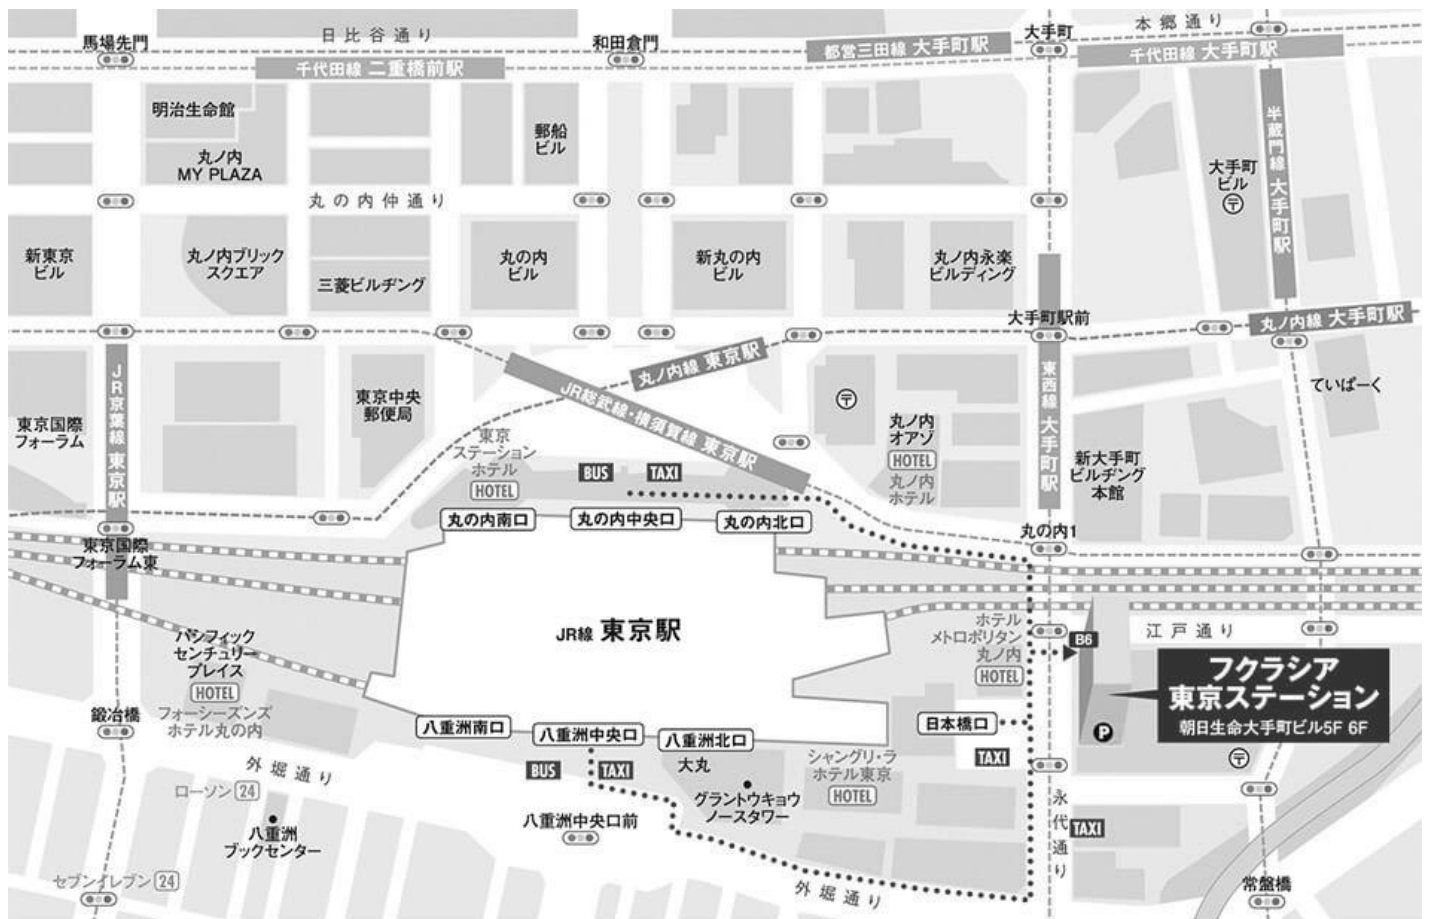 日比谷通り
馬場先門
和田倉門
大手町
本郷通り
都営三田線 大手町駅
千代田線 大手町駅
千代田線 二重橋前駅
明治生命館
丸ノ内
MY PLAZA
郵船
ビル
大手町
ビル
〒
半蔵門線 大手町駅
丸の内仲通り
新東京
ビル
丸ノ内ブリック
スクエア
三菱ビルヂング
丸の内
ビル
新丸の内
ビル
丸ノ内永楽
ビルディング
大手町駅前
丸ノ内線 大手町駅
丸ノ内線 東京駅
JR総武線・横須賀線 東京駅
JR京葉線 東京駅
東西線 大手町駅
東京国際
フォーラム
東京中央
郵便局
〒
丸ノ内
オアゾ
HOTEL
丸ノ内
ホテル
新大手町
ビルヂング
本館
ていぱーく
東京
ステーション
ホテル
HOTEL
BUS
TAXI
丸の内南口
丸の内中央口
丸の内北口
丸の内1
東京国際
フォーラム東
JR線 東京駅
ホテル
メトロポリタン
丸ノ内
HOTEL
B6
江戸通り
フクラシア
東京ステーション
朝日生命大手町ビル5F 6F
P
〒
パシフィック
センチュリー
プレイス
HOTEL
フォーシーズンズ
ホテル丸の内
鍛冶橋
八重洲南口
八重洲中央口
八重洲北口
日本橋口
TAXI
BUS
TAXI
大丸
グラントウキョウ
ノースタワー
シャングリ・ラ
ホテル東京
HOTEL
外堀通り
ローソン 24
八重洲
ブックセンター
八重洲中央口前
セブンイレブン 24
外堀通り
永代通り
TAXI
常盤橋